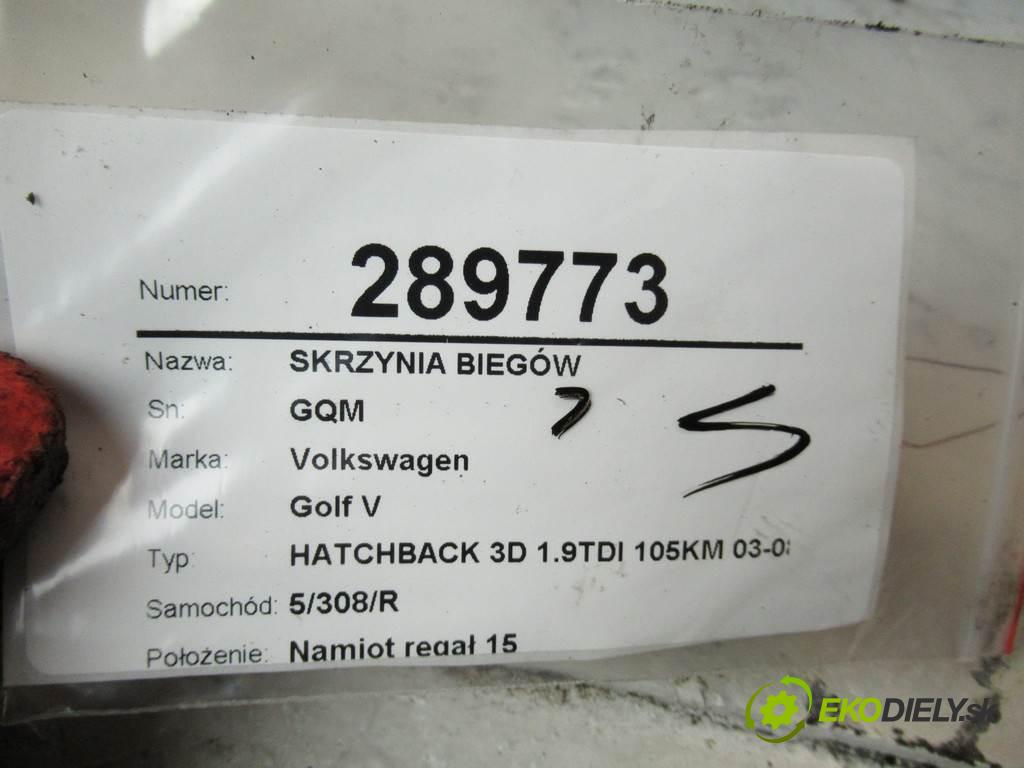 Numer: 289773
Nazwa: SKRZYNIA BIEGÓW
Sn: GQM
Marka: Volkswagen
Model: Golf V
Typ: HATCHBACK 3D 1.9TDI 105KM 03-08
Samochód: 5/308/R
Położenie: Namiot regał 15
EKODIELY.sk